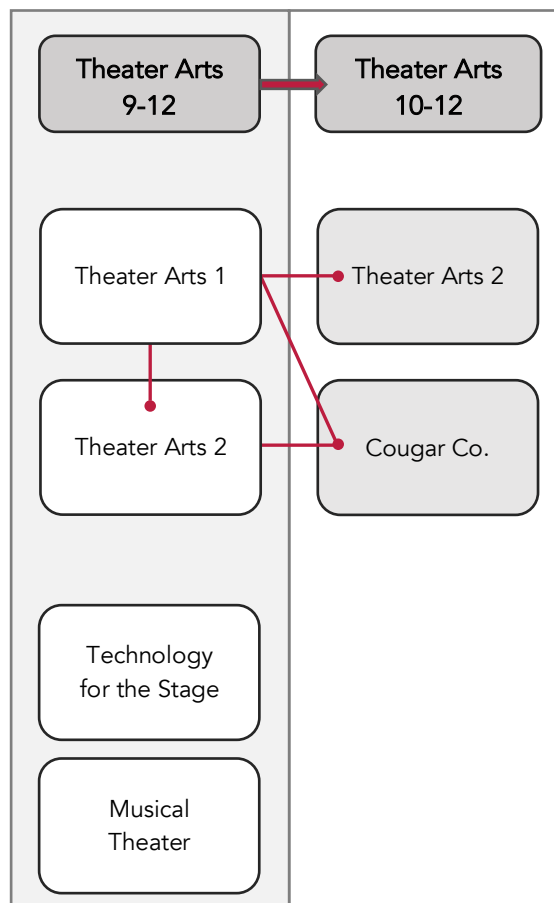 Theater Arts
9-12
Theater Arts
10-12
Theater Arts 1
Theater Arts 2
Theater Arts 2
Cougar Co.
Technology
for the Stage
Musical
Theater